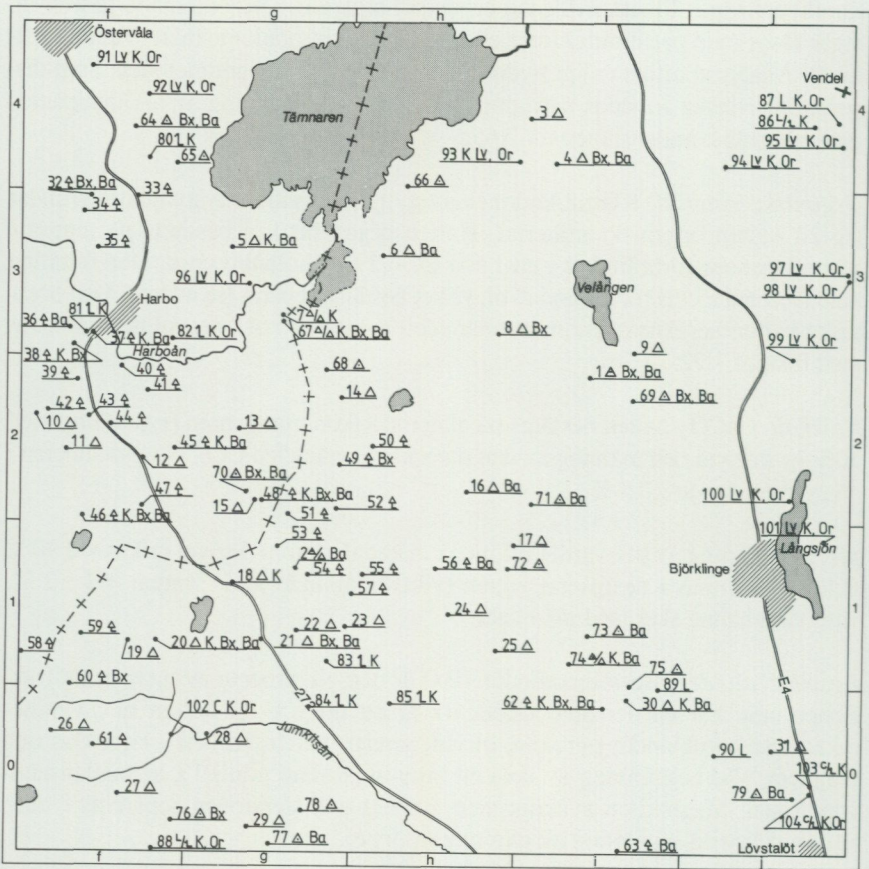 f g h i
Östervåla
91 Lv K, Or
92 Lv K, Or
Vendel
4 4
Tämnaren
3 △
87 L K, Or
64 △ Bx, Ba
86 L/ʅ K
80 ʅ K
95 Lv K, Or
65 △
93 K Lv, Or
4 △ Bx, Ba
94 Lv K, Or
66 △
32 Bx, Ba
33
34
35
5 △ K, Ba
6 △ Ba
3 3
96 Lv K, Or
97 Lv K, Or
Velången
98 Lv K, Or
Harbo
81 ʅ K
7 K
36 Ba
67 K, Bx, Ba
8 △ Bx
37 K, Ba
82 ʅ K, Or
99 Lv K, Or
Harboån
9 △
38 K, Bx
40
68 △
39
1 △ Bx, Ba
41
14 △
69 △ Bx, Ba
42
43
10 △
44
13 △
2 2
11 △
45 K, Ba
50
12 △
49 Bx
70 △ Bx, Ba
16 △ Ba
47
48 K, Bx, Ba
100 Lv K, Or
15 △
52
71 △ Ba
46 K, Bx, Ba
51
101 Lv K, Or
53
17 △
Långsjön
2 Ba
54
55
56 Ba
72 △
Björklinge
18 △ K
57
1 1
24 △
59
22 △
23 △
73 △ Ba
58
19 △
20 △ K, Bx, Ba
21 △ Bx, Ba
25 △
83 ʅ K
74 K, Ba
75 △
60 Bx
89 L
272
84 ʅ K
85 ʅ K
62 K, Bx, Ba
30 △ K, Ba
E4
102 C K, Or
26 △
28 △
Jumkilsån
61
90 L
31 △
0 0
103 C/ʅ K
27 △
79 △ Ba
78 △
76 △ Bx
29 △
104 C/ʅ K, Or
88 L/ʅ K, Or
77 △ Ba
63 Ba
Lövstalöt
f g h i